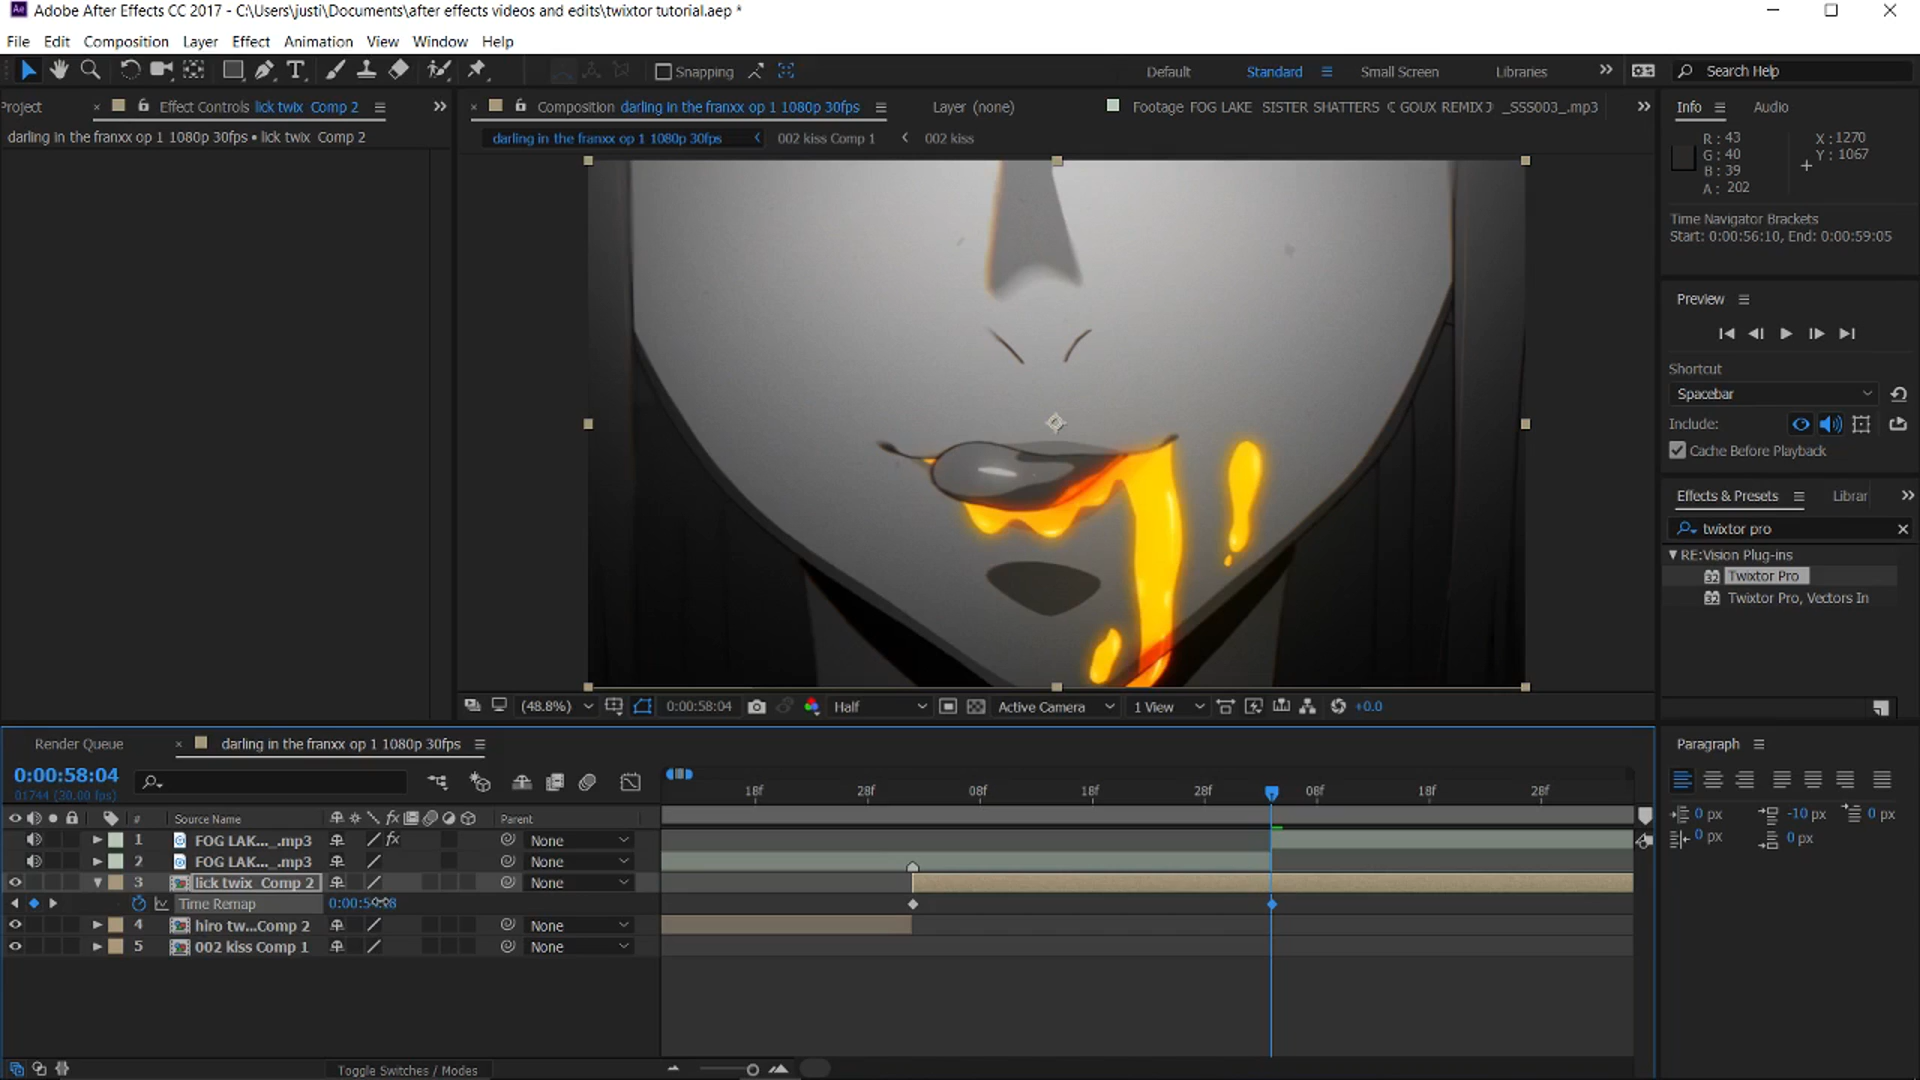 Adobe After Effects CC 2017 - C:\Users\justi\Documents\after effects videos and edits\twixtor tutorial.aep *
File Edit Composition Layer Effect Animation View Window Help
Snapping Default Standard Small Screen Libraries Search Help
Project Effect Controls lick twix Comp 2
darling in the franxx op 1 1080p 30fps • lick twix Comp 2
Composition darling in the franxx op 1 1080p 30fps Layer (none) Footage FOG LAKE SISTER SHATTERS C GOUX REMIX _SSS003_.mp3
darling in the franxx op 1 1080p 30fps 002 kiss Comp 1 002 kiss
Info Audio
R : 43 X : 1270
G : 40 Y : 1067
B : 39
A : 202
Time Navigator Brackets
Start: 0:00:56:10, End: 0:00:59:05
Preview
Shortcut
Spacebar
Include:
Cache Before Playback
Effects & Presets Librar
twixtor pro
RE:Vision Plug-ins
32 Twixtor Pro
32 Twixtor Pro, Vectors In
(48.8%) 0:00:58:04 Half Active Camera 1 View +0.0
Render Queue darling in the franxx op 1 1080p 30fps
0:00:58:04
01744 (30.00 fps)
18f 28f 08f 18f 28f 08f 18f 28f
# Source Name fx Parent
1 FOG LAK..._.mp3 fx None
2 FOG LAK..._.mp3 None
3 lick twix Comp 2 None
Time Remap
4 hiro tw...Comp 2 None
5 002 kiss Comp 1 None
Toggle Switches / Modes
Paragraph
0 px -10 px 0 px
0 px 0 px